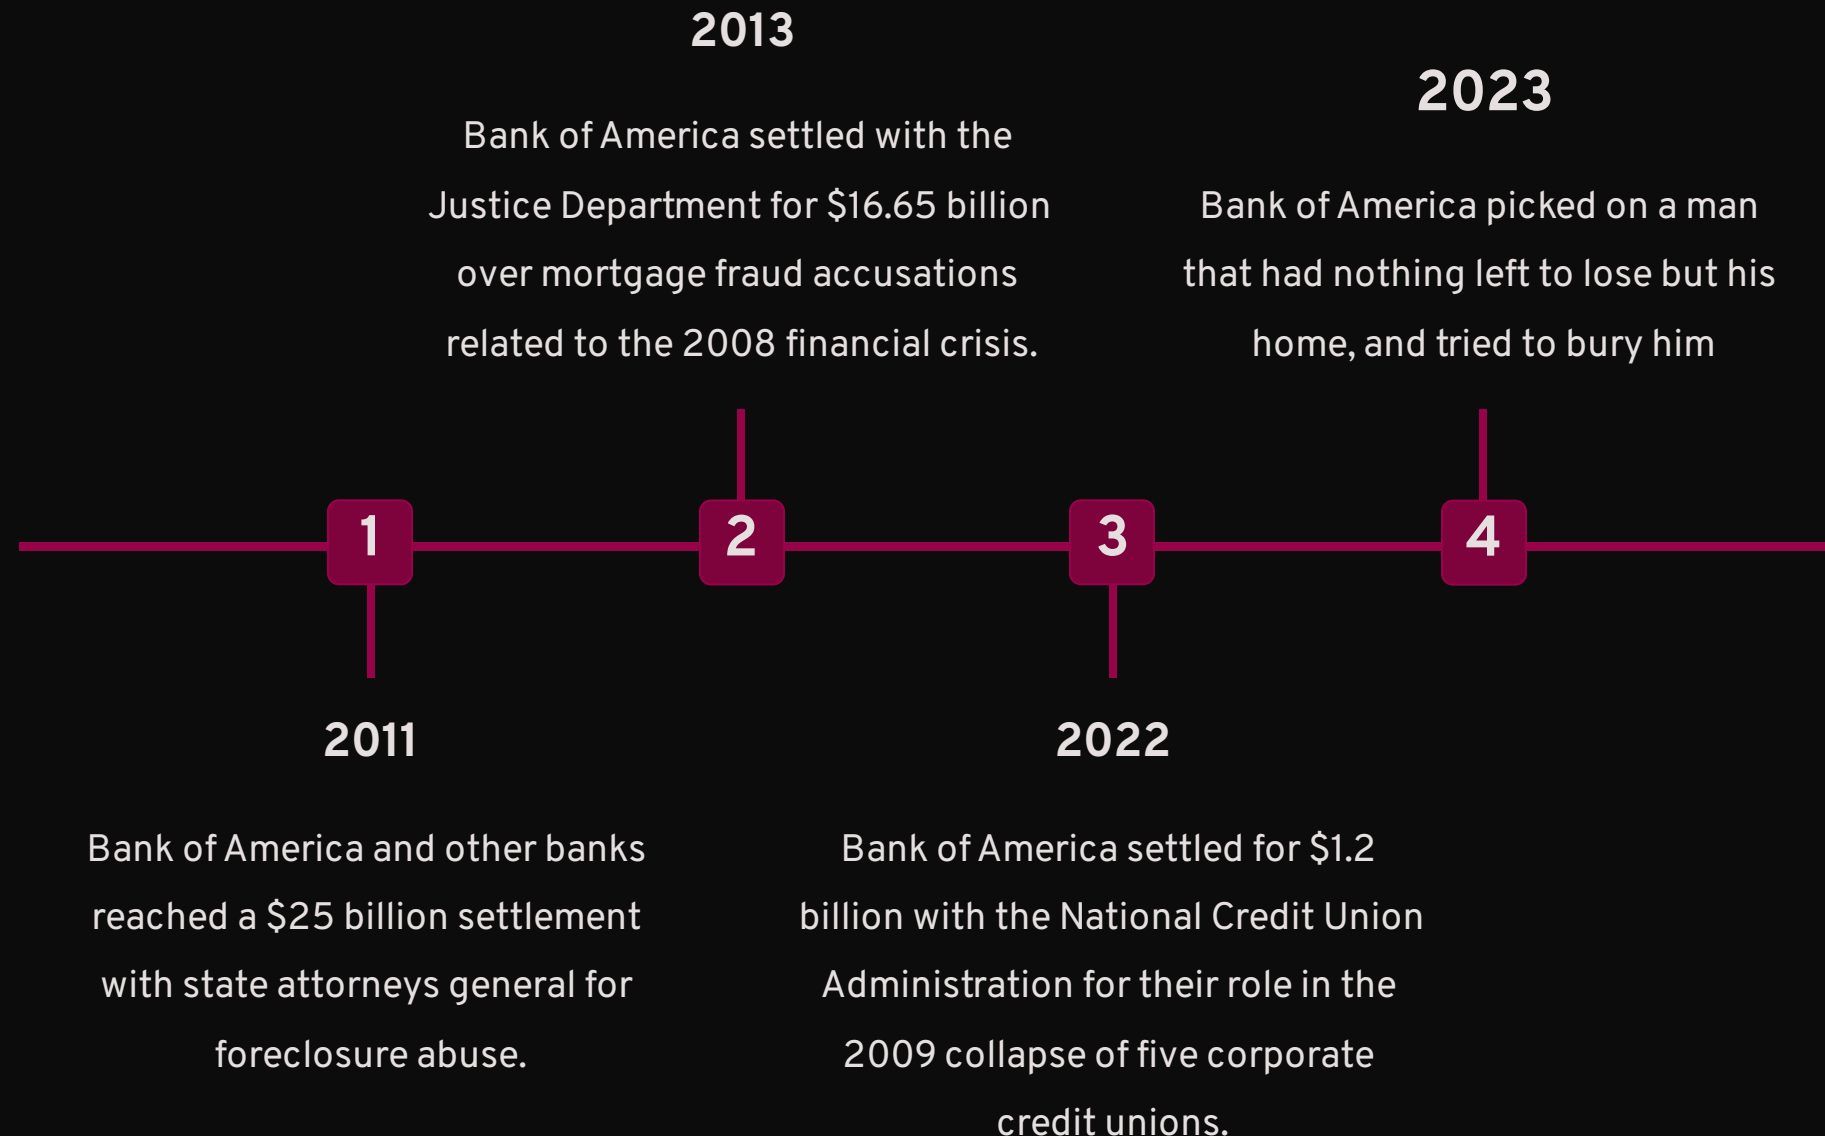 2013
Bank of America settled with the
Justice Department for $16.65 billion
over mortgage fraud accusations
related to the 2008 financial crisis.
2023
Bank of America picked on a man
that had nothing left to lose but his
home, and tried to bury him
1
2
3
4
2011
Bank of America and other banks
reached a $25 billion settlement
with state attorneys general for
foreclosure abuse.
2022
Bank of America settled for $1.2
billion with the National Credit Union
Administration for their role in the
2009 collapse of five corporate
credit unions.